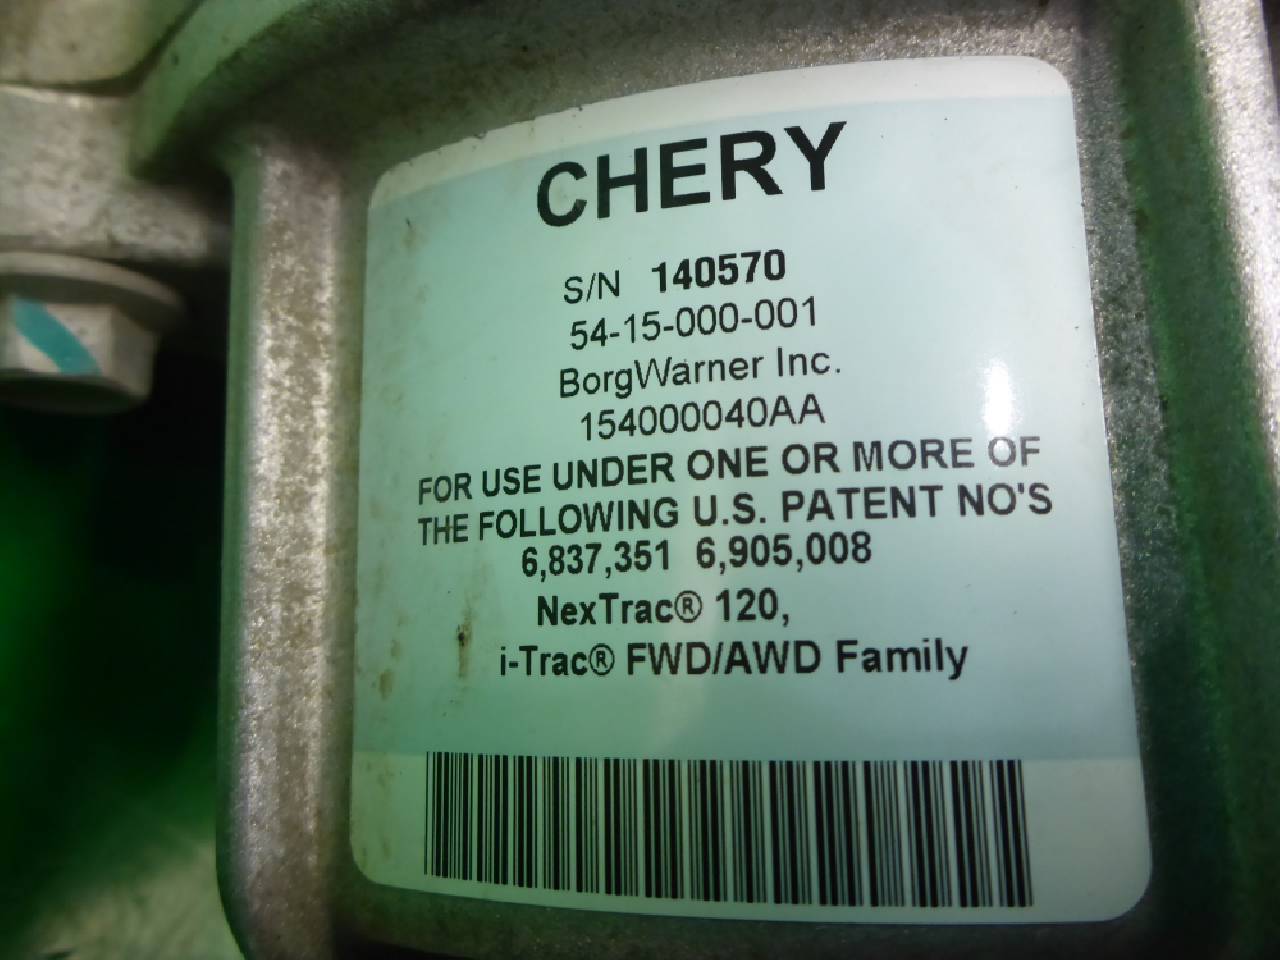 CHERY
S/N 140570
54-15-000-001
BorgWarner Inc.
154000040AA
FOR USE UNDER ONE OR MORE OF
THE FOLLOWING U.S. PATENT NO'S
6,837,351 6,905,008
NexTrac® 120,
i-Trac® FWD/AWD Family